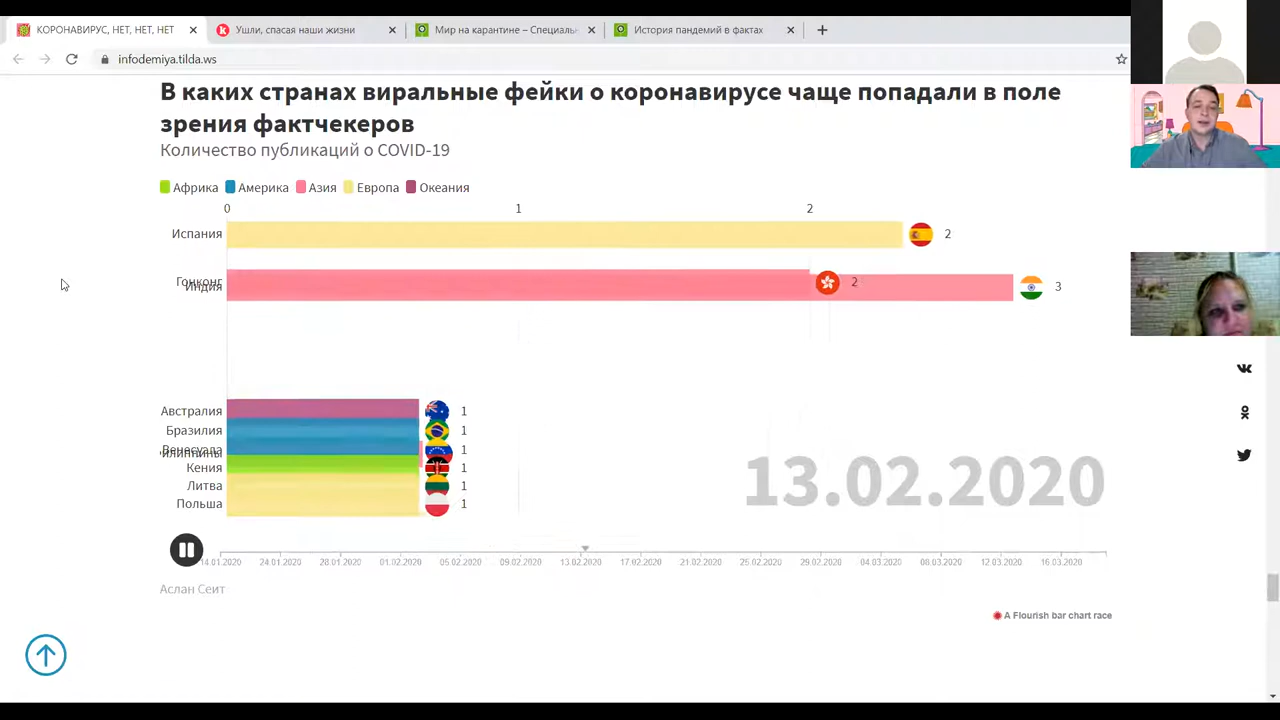 КОРОНАВИРУС, НЕТ, НЕТ, НЕТ
Ушли, спасая наши жизни
Мир на карантине – Специаль
История пандемий в фактах
infodemiya.tilda.ws
В каких странах виральные фейки о коронавирусе чаще попадали в поле
зрения фактчекеров
Количество публикаций о COVID-19
Африка Америка Азия Европа Океания
0 1 2
Испания 2
Гонконг 2
Индия 3
Австралия 1
Бразилия 1
Венесуэла 1
Кения 1
Литва 1
Польша 1
13.02.2020
14.01.2020 24.01.2020 28.01.2020 01.02.2020 05.02.2020 09.02.2020 13.02.2020 17.02.2020 21.02.2020 25.02.2020 29.02.2020 04.03.2020 08.03.2020 12.03.2020 16.03.2020
Аслан Сеит
A Flourish bar chart race